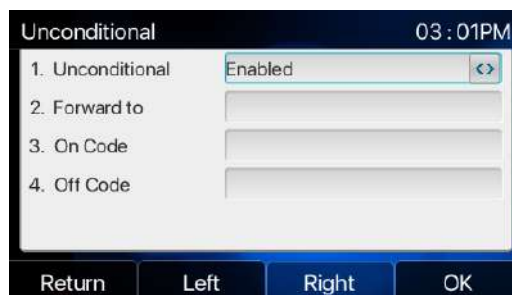 Unconditional 03:01PM
1. Unconditional Enabled <>
2. Forward to
3. On Code
4. Off Code
Return Left Right OK